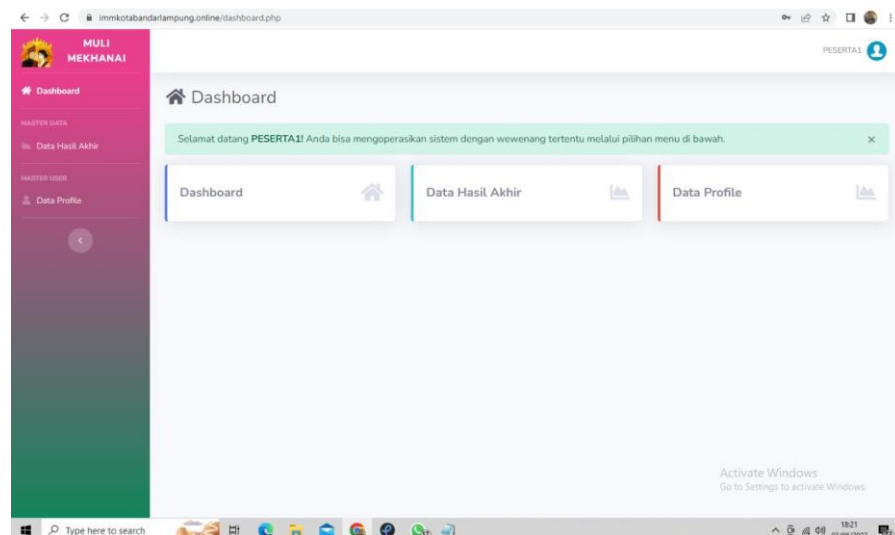 immkotabandarlampung.online/dashboard.php
MULI
MEKHANAI
PESERTA1
Dashboard
Dashboard
MASTER DATA
Selamat datang PESERTA1! Anda bisa mengoperasikan sistem dengan wewenang tertentu melalui pilihan menu di bawah.
Data Hasil Akhir
MASTER USER
Data Profile
Dashboard
Data Hasil Akhir
Data Profile
Activate Windows
Go to Settings to activate Windows.
Type here to search
18:21